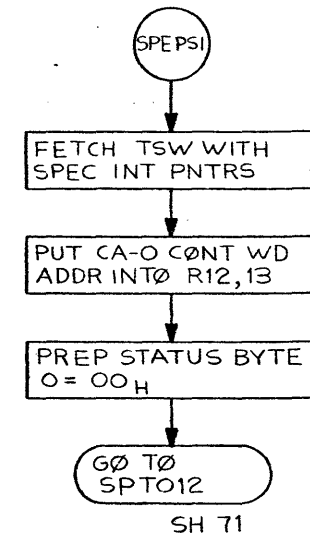 SPEPSI
FETCH TSW WITH
SPEC INT PNTRS
PUT CA-O CØNT WD
ADDR INTØ R12,13
PREP STATUS BYTE
O = 00H
GØ TØ
SPTO12
SH 71